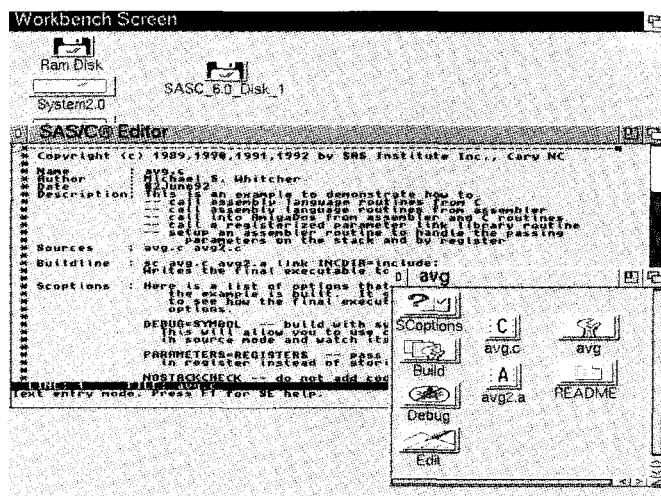 Workbench Screen
Ram Disk
SASC_6.0_Disk_1
System2.0
SAS/C® Editor
* Copyright (c) 1989,1990,1991,1992 by SAS Institute Inc., Cary NC
* Name : avg.c
* Author : Michael S. Whitcher
* Date : 02June92
* Description: This is an example to demonstrate how to
* -- call assembly language routines from C
* -- call assembly language routines from assembler
* -- call into AmigaDos from assembler and C routines
* -- call a registerized parameter link library routine
* -- setup an assembler routine to handle the passing
* parameters on the stack and by register
* Sources : avg.c avg2.a
* Buildline : sc avg.c avg2.a link INCDIR=include:
* Writes the final executable to
* Scoptions : Here is a list of options that
* the example is built. It
* to see how the final execut
* options.
* DEBUG=SYMBOL -- build with sy
* This will allow you to use
* in source mode and watch its
* PARAMETERS=REGISTERS -- pass
* in register instead of stori
* NOSTACKCHECK -- do not add cod
Text entry mode. Press F1 for SE help.
avg
SCoptions
C
avg.c
avg
Build
A
avg2.a
README
Debug
Edit